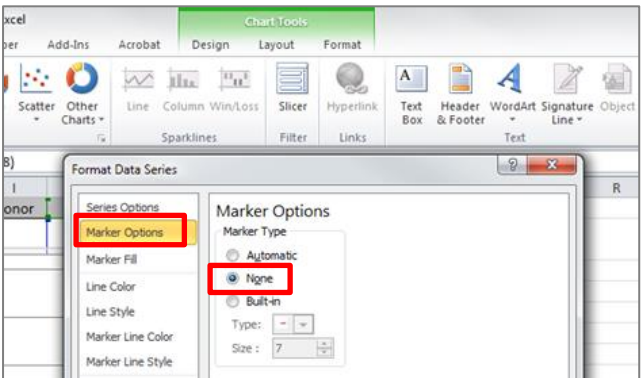 xcel
Chart Tools
per Add-Ins Acrobat Design Layout Format
Scatter Other Charts Line Column Win/Loss Slicer Hyperlink Text Box Header & Footer WordArt Signature Line Object
Sparklines Filter Links Text
B)
Format Data Series
I R
onor
Series Options
Marker Options
Marker Fill
Line Color
Line Style
Marker Line Color
Marker Line Style
Marker Options
Marker Type
Automatic
None
Built-in
Type:
Size : 7